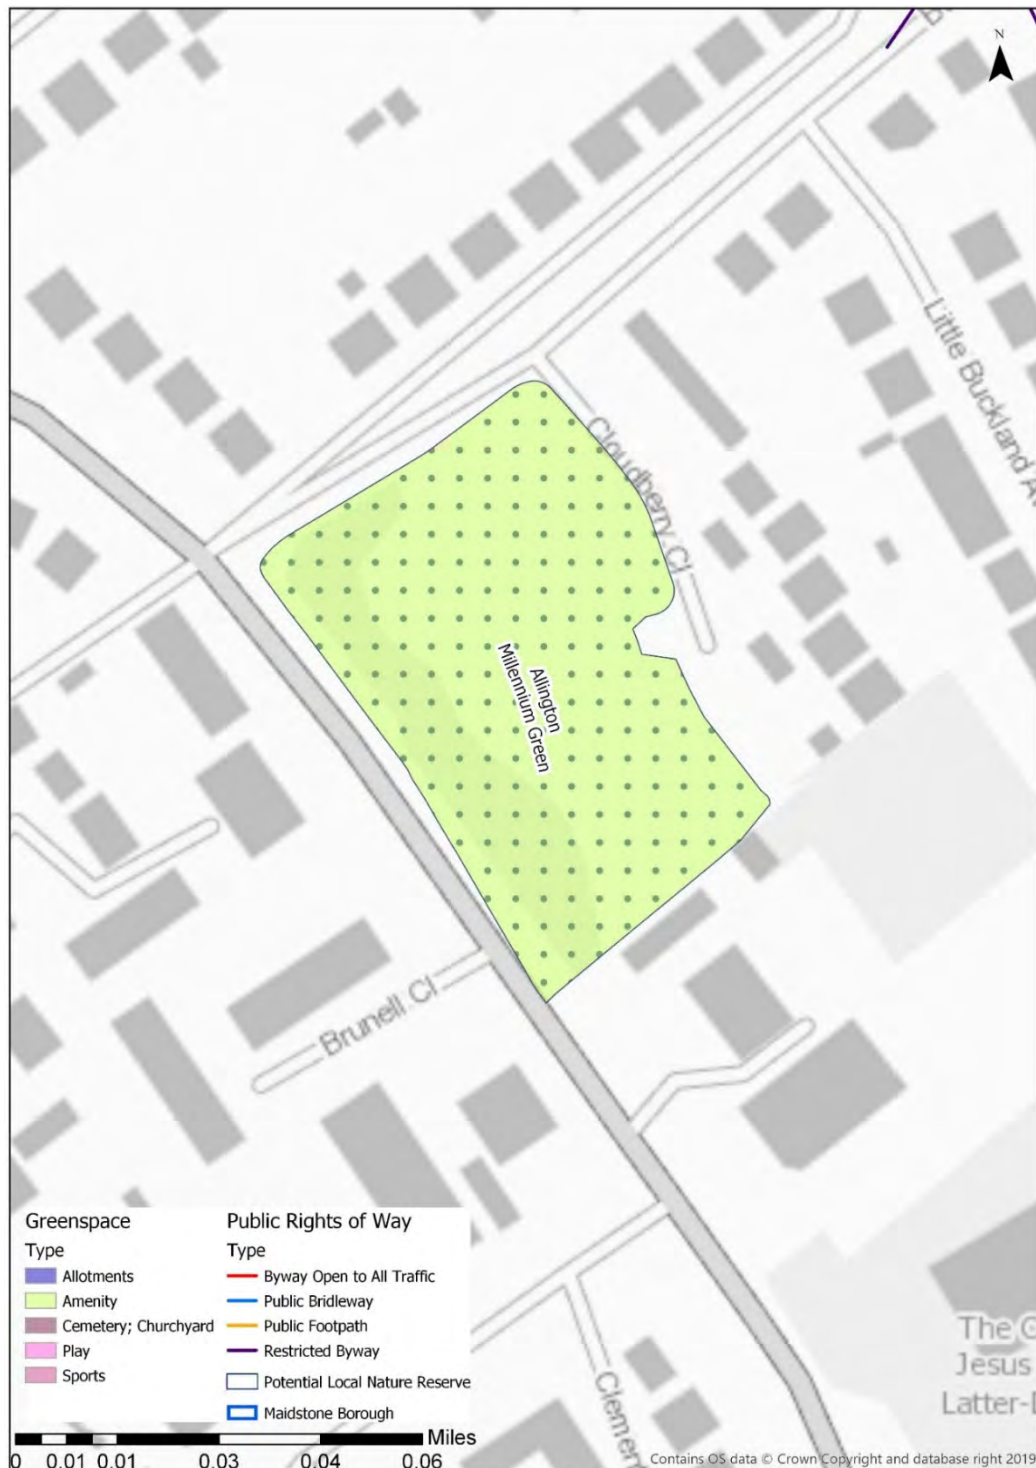 N
Little Buckland A
Cloudberry Cl
Allington
Millennium Green
Brunell Cl
Greenspace
Type
Allotments
Amenity
Cemetery; Churchyard
Play
Sports
Public Rights of Way
Type
Byway Open to All Traffic
Public Bridleway
Public Footpath
Restricted Byway
Potential Local Nature Reserve
Maidstone Borough
The C
Jesus
Latter-
Clemen
Miles
0 0.01 0.01 0.03 0.04 0.06
Contains OS data © Crown Copyright and database right 2018